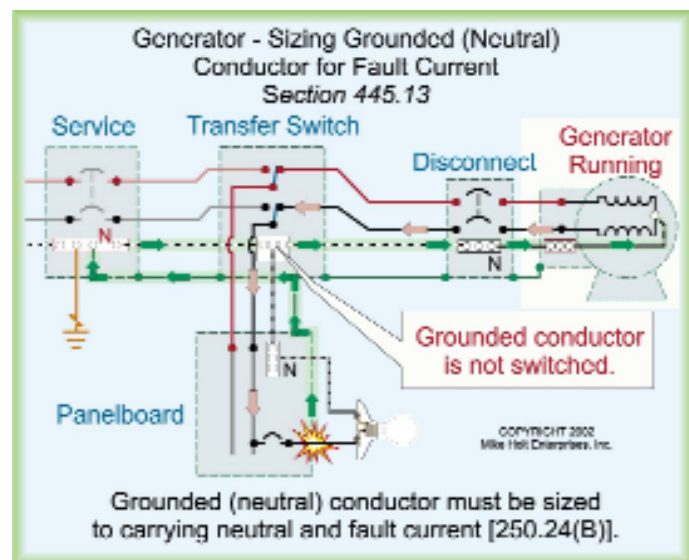 Generator - Sizing Grounded (Neutral)
Conductor for Fault Current
Section 445.13
Service
Transfer Switch
Generator
Running
Disconnect
N
N
Grounded conductor
is not switched.
N
Panelboard
COPYRIGHT 2002
Mike Holt Enterprises, Inc.
Grounded (neutral) conductor must be sized
to carrying neutral and fault current [250.24(B)].